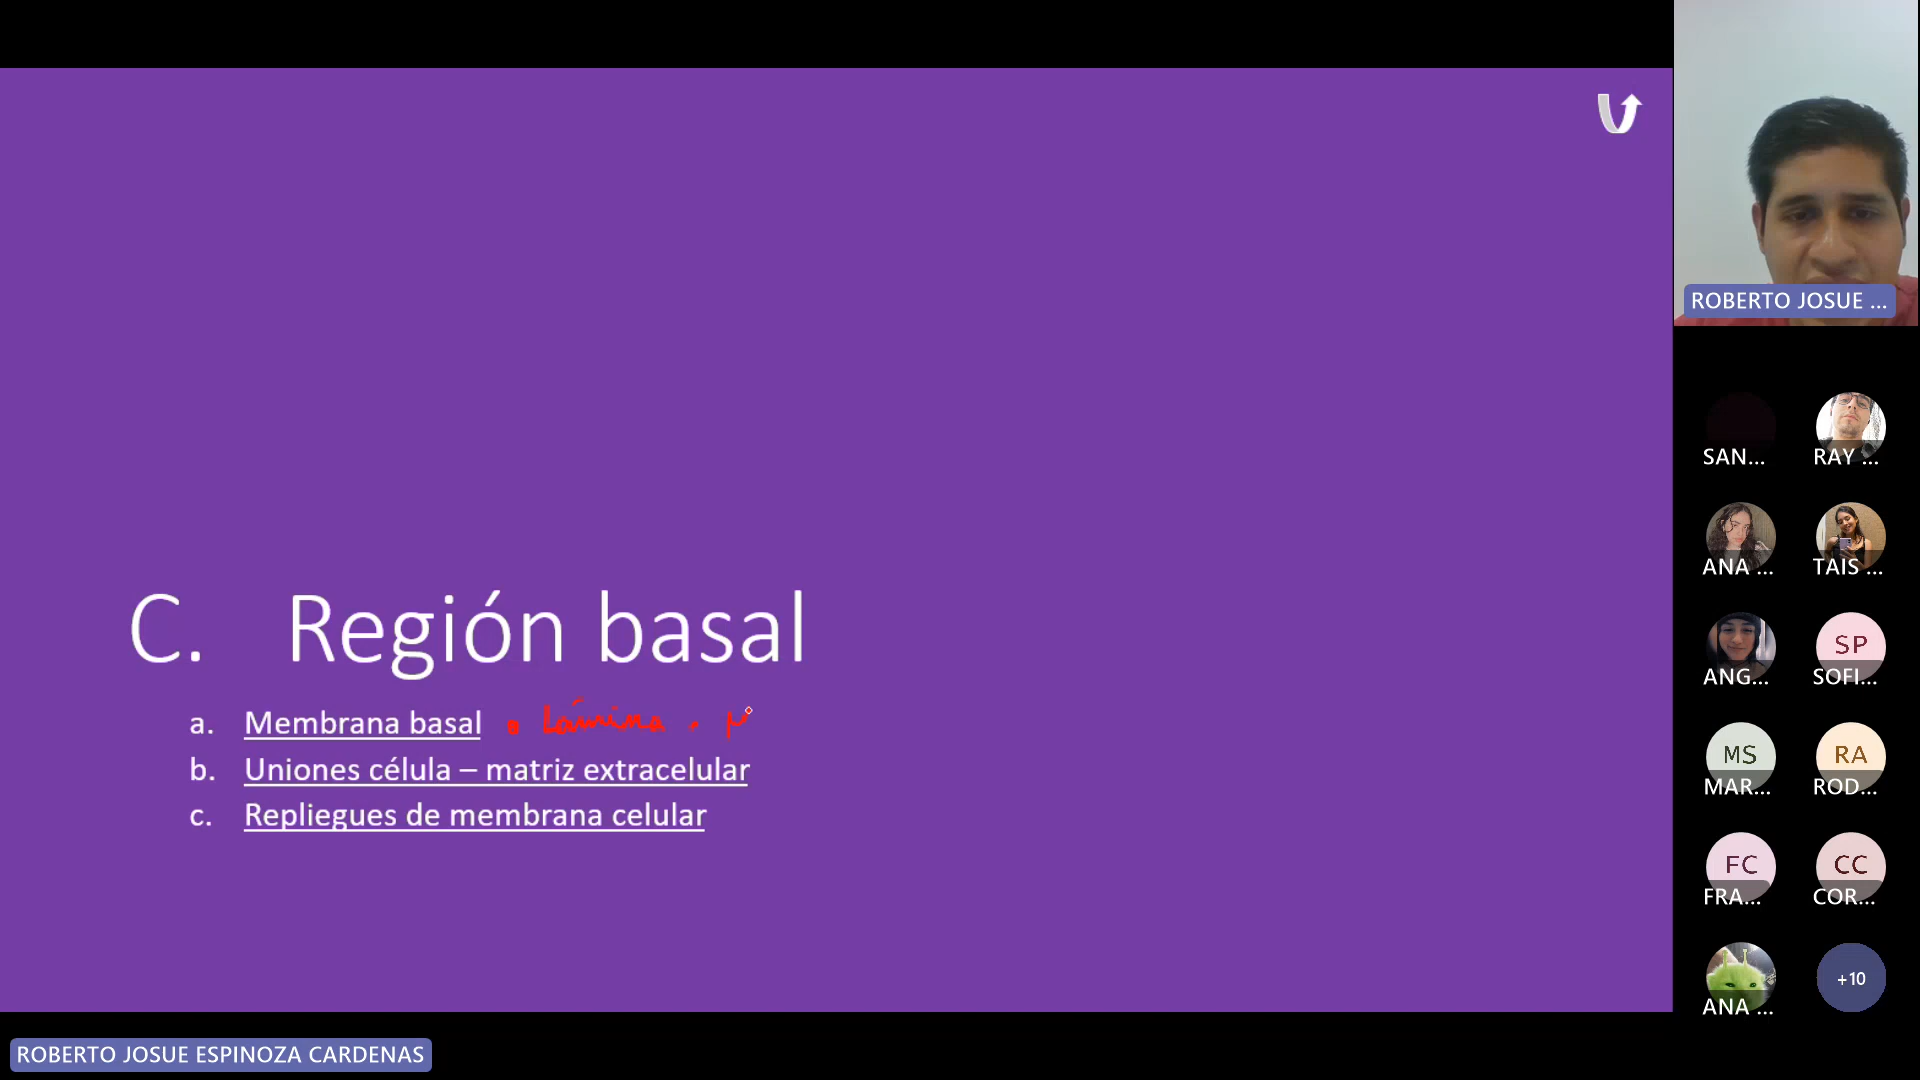 C. Región basal
a. Membrana basal . Lámina .
b. Uniones célula – matriz extracelular
c. Repliegues de membrana celular
ROBERTO JOSUE ...
SAN... RAY ...
ANA ... TAIS ...
SP
ANG... SOFI...
MS RA
MAR... ROD...
FC CC
FRA... COR...
+10
ANA ...
ROBERTO JOSUE ESPINOZA CARDENAS